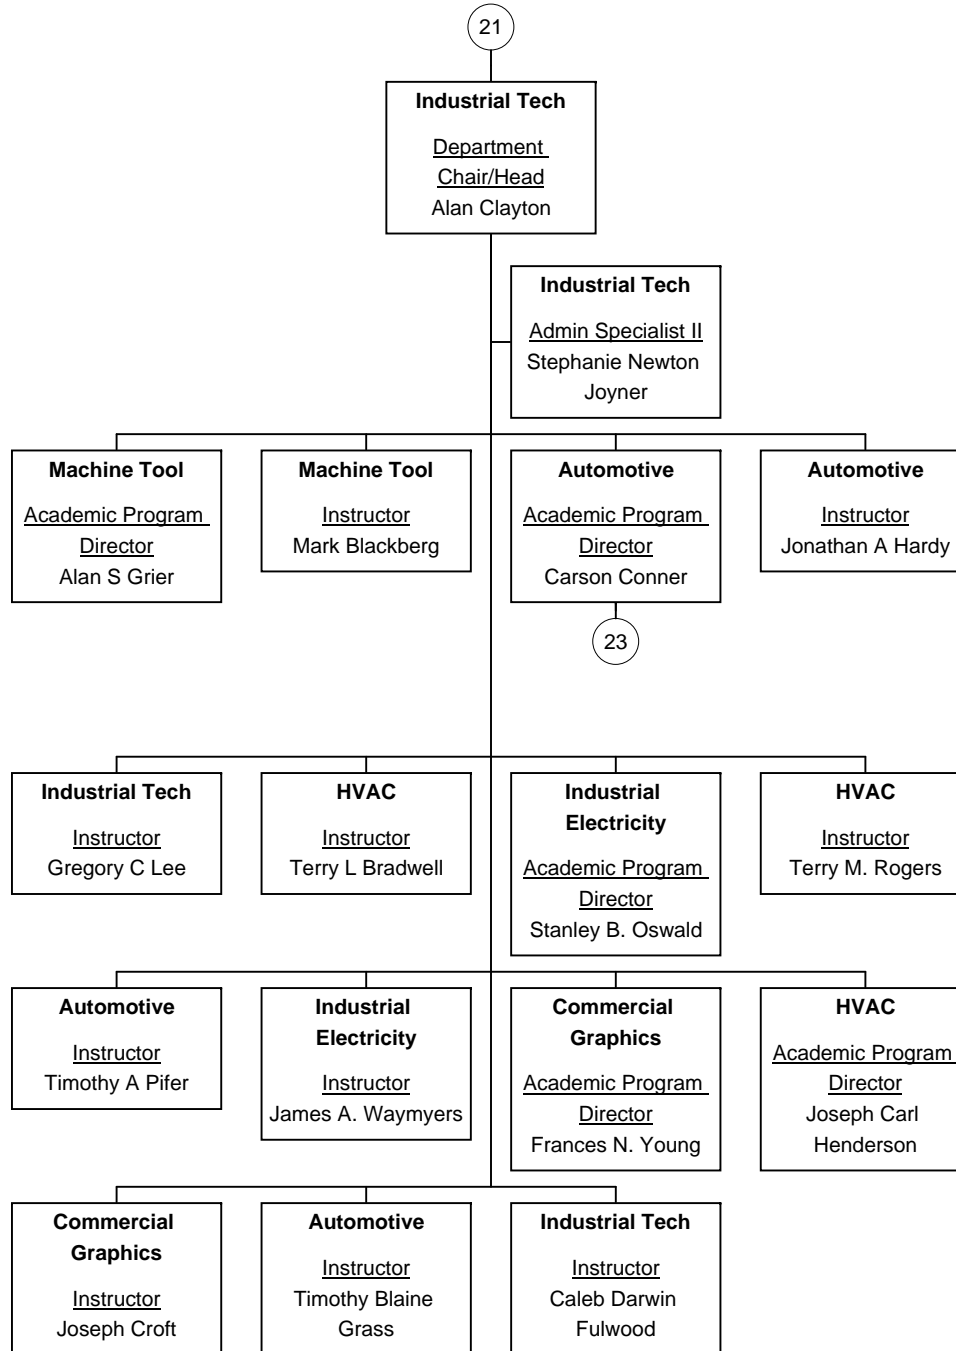 21
Industrial Tech
Department
Chair/Head
Alan Clayton
Industrial Tech
Admin Specialist II
Stephanie Newton
Joyner
Machine Tool
Academic Program
Director
Alan S Grier
Machine Tool
Instructor
Mark Blackberg
Automotive
Academic Program
Director
Carson Conner
Automotive
Instructor
Jonathan A Hardy
23
Industrial Tech
Instructor
Gregory C Lee
HVAC
Instructor
Terry L Bradwell
Industrial
Electricity
Academic Program
Director
Stanley B. Oswald
HVAC
Instructor
Terry M. Rogers
Automotive
Instructor
Timothy A Pifer
Industrial
Electricity
Instructor
James A. Waymyers
Commercial
Graphics
Academic Program
Director
Frances N. Young
HVAC
Academic Program
Director
Joseph Carl
Henderson
Commercial
Graphics
Instructor
Joseph Croft
Automotive
Instructor
Timothy Blaine
Grass
Industrial Tech
Instructor
Caleb Darwin
Fulwood